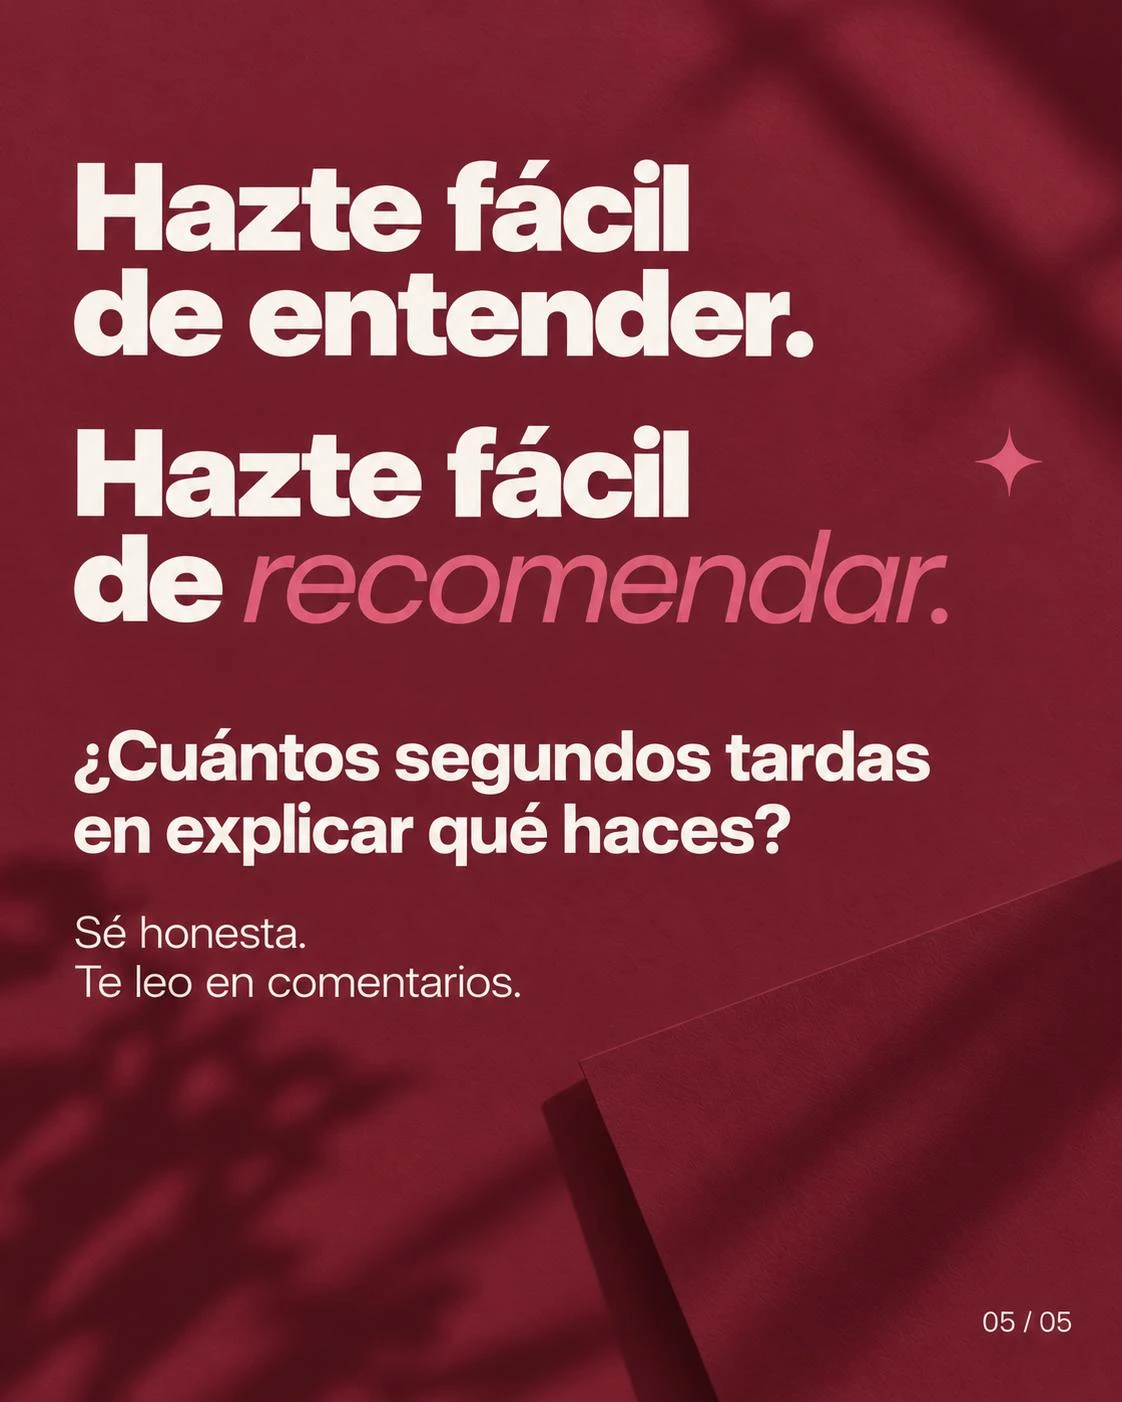 Hazte fácil
de entender.
Hazte fácil
de recomendar.
¿Cuántos segundos tardas
en explicar qué haces?
Sé honesta.
Te leo en comentarios.
05 / 05